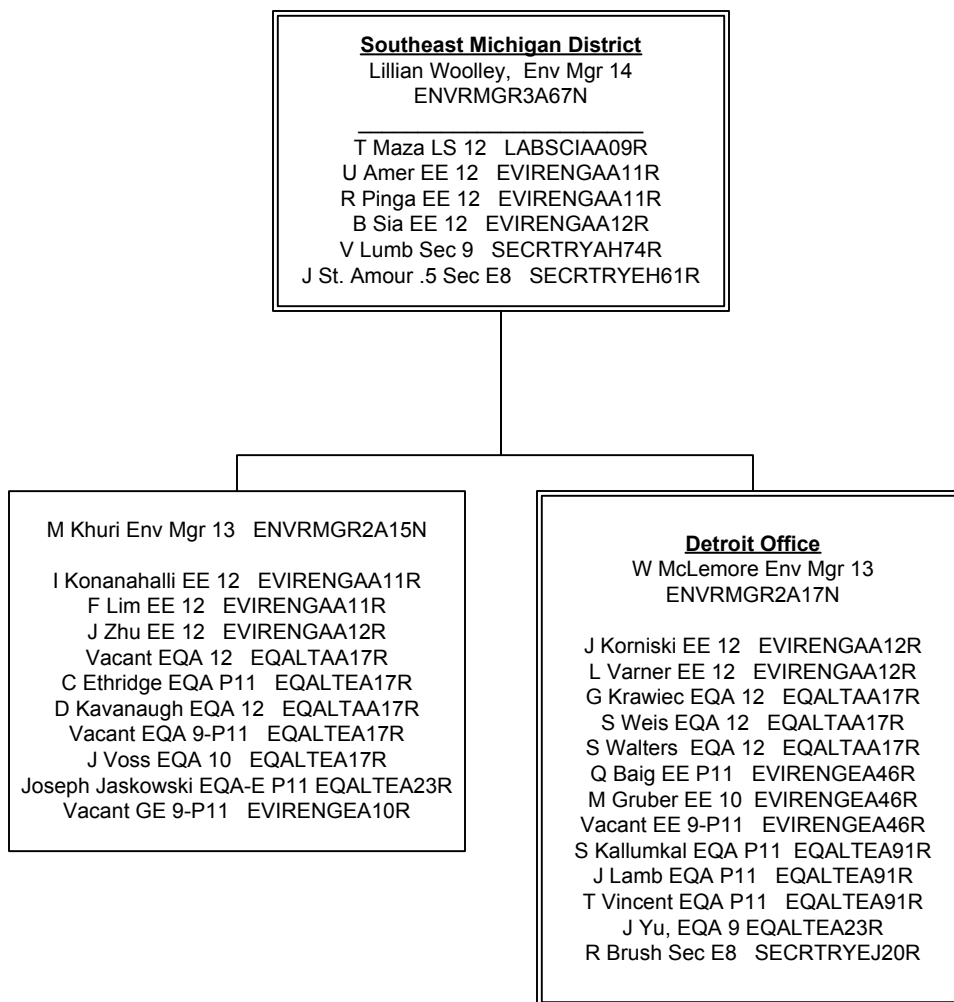 Southeast Michigan District
Lillian Woolley, Env Mgr 14
ENVRMGR3A67N
T Maza LS 12 LABSCIAA09R
U Amer EE 12 EVIRENGAA11R
R Pinga EE 12 EVIRENGAA11R
B Sia EE 12 EVIRENGAA12R
V Lumb Sec 9 SECRTRYAH74R
J St. Amour .5 Sec E8 SECRTRYEH61R
M Khuri Env Mgr 13 ENVRMGR2A15N
I Konanahalli EE 12 EVIRENGAA11R
F Lim EE 12 EVIRENGAA11R
J Zhu EE 12 EVIRENGAA12R
Vacant EQA 12 EQALTAA17R
C Ethridge EQA P11 EQALTEA17R
D Kavanaugh EQA 12 EQALTAA17R
Vacant EQA 9-P11 EQALTEA17R
J Voss EQA 10 EQALTEA17R
Joseph Jaskowski EQA-E P11 EQALTEA23R
Vacant GE 9-P11 EVIRENGEA10R
Detroit Office
W McLemore Env Mgr 13
ENVRMGR2A17N
J Korniski EE 12 EVIRENGAA12R
L Varner EE 12 EVIRENGAA12R
G Krawiec EQA 12 EQALTAA17R
S Weis EQA 12 EQALTAA17R
S Walters EQA 12 EQALTAA17R
Q Baig EE P11 EVIRENGEA46R
M Gruber EE 10 EVIRENGEA46R
Vacant EE 9-P11 EVIRENGEA46R
S Kallumkal EQA P11 EQALTEA91R
J Lamb EQA P11 EQALTEA91R
T Vincent EQA P11 EQALTEA91R
J Yu, EQA 9 EQALTEA23R
R Brush Sec E8 SECRTRYEJ20R